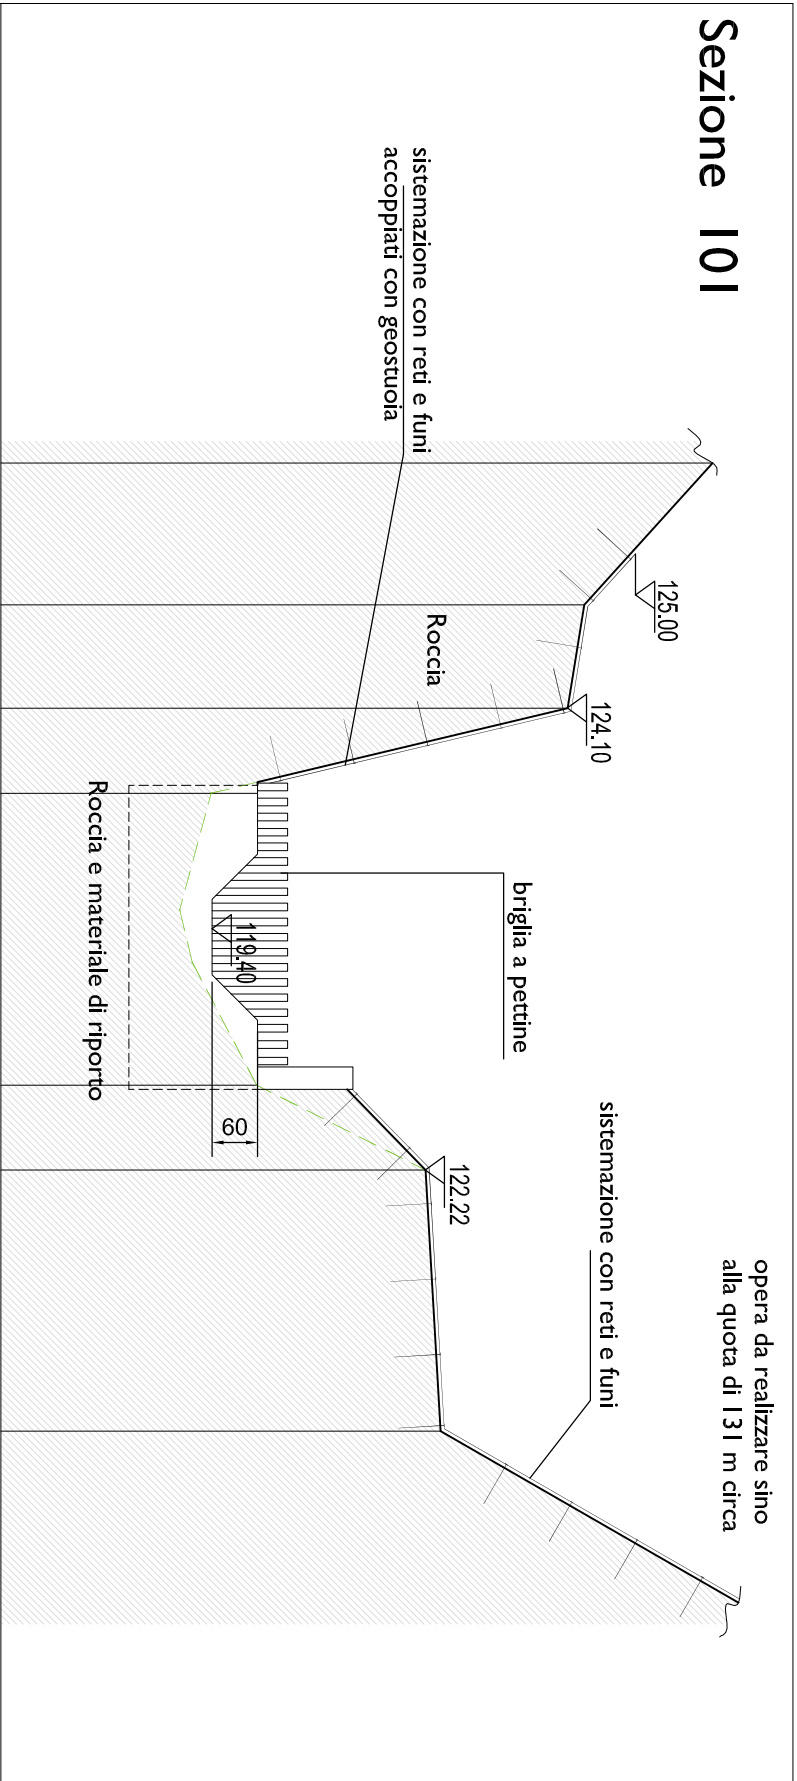 Sezione 101
opera da realizzare sino
alla quota di 131 m circa
125.00
124.10
sistemazione con reti e funi
sistemazione con reti e funi
accoppiati con geostuoia
Roccia
briglia a pettine
122.22
119.40
60
Roccia e materiale di riporto